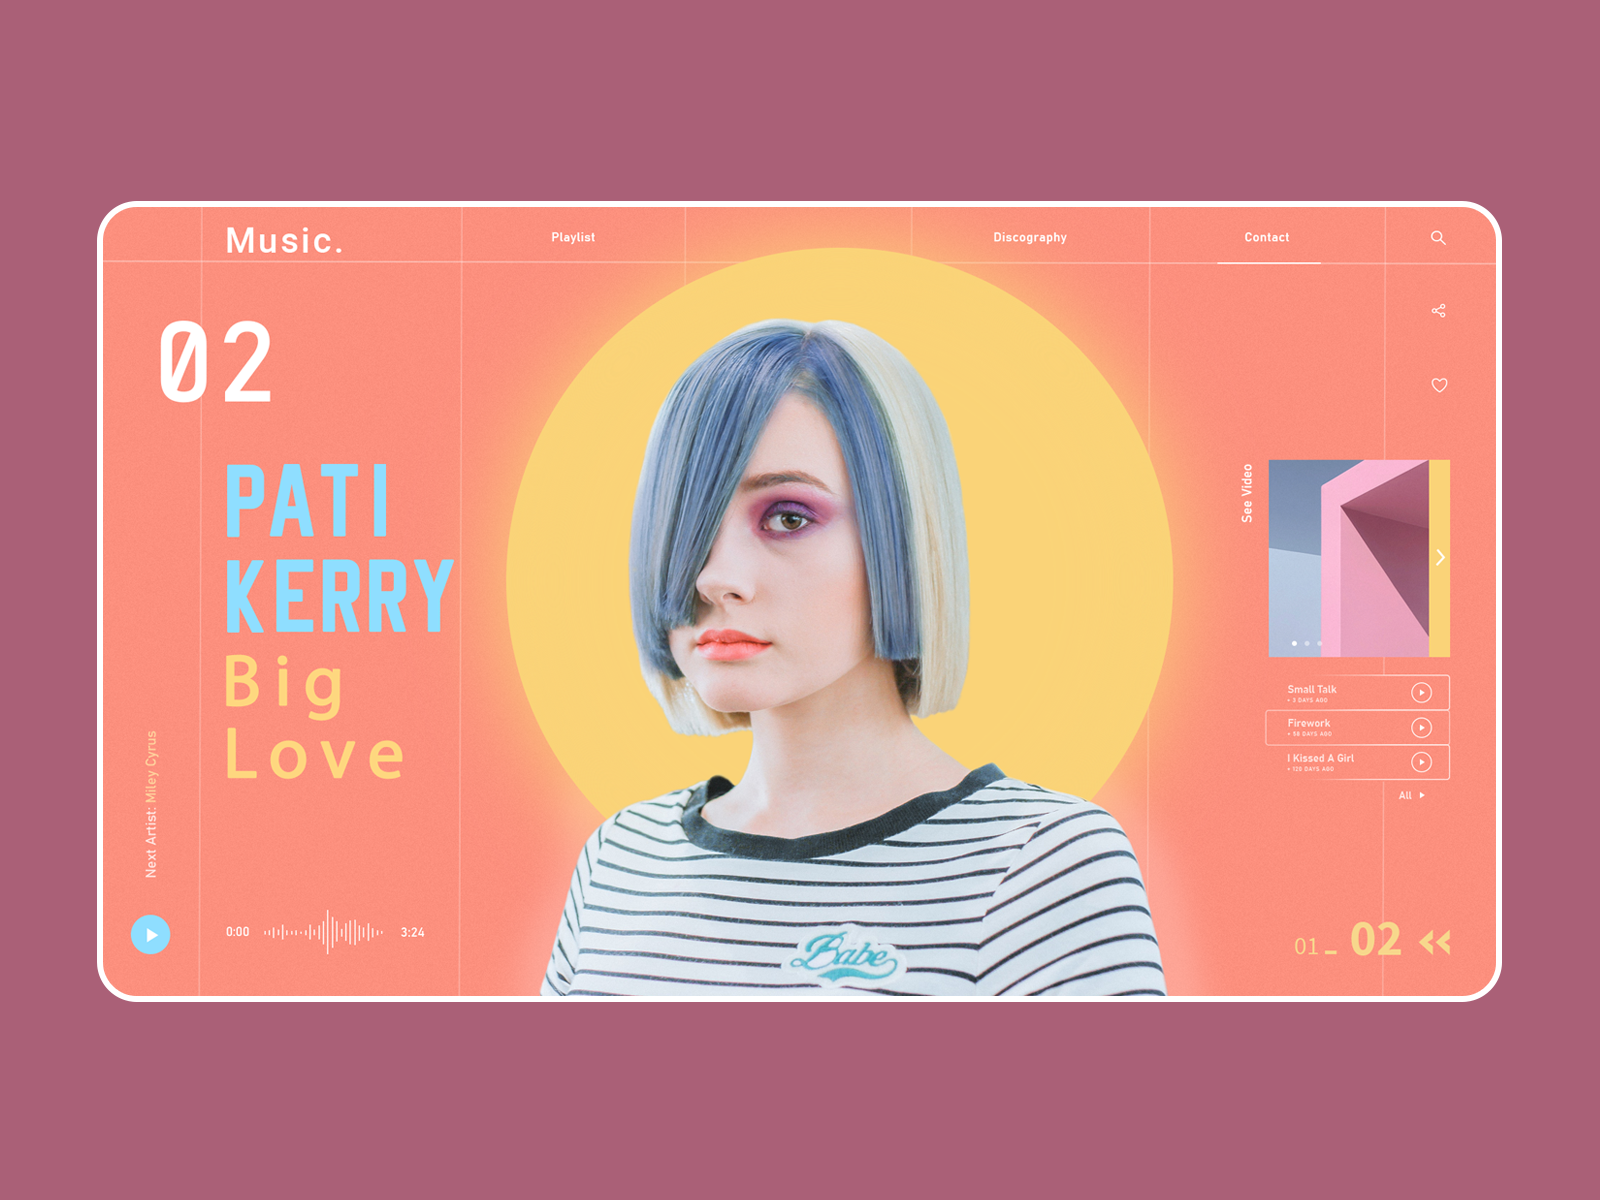 Music.
Playlist
Discography
Contact
02
PATI
KERRY
Big
Love
See Video
Small Talk
• 3 DAYS AGO
Firework
• 58 DAYS AGO
I Kissed A Girl
• 120 DAYS AGO
All
Next Artist: Miley Cyrus
0:00
3:24
Babe
01 - 02